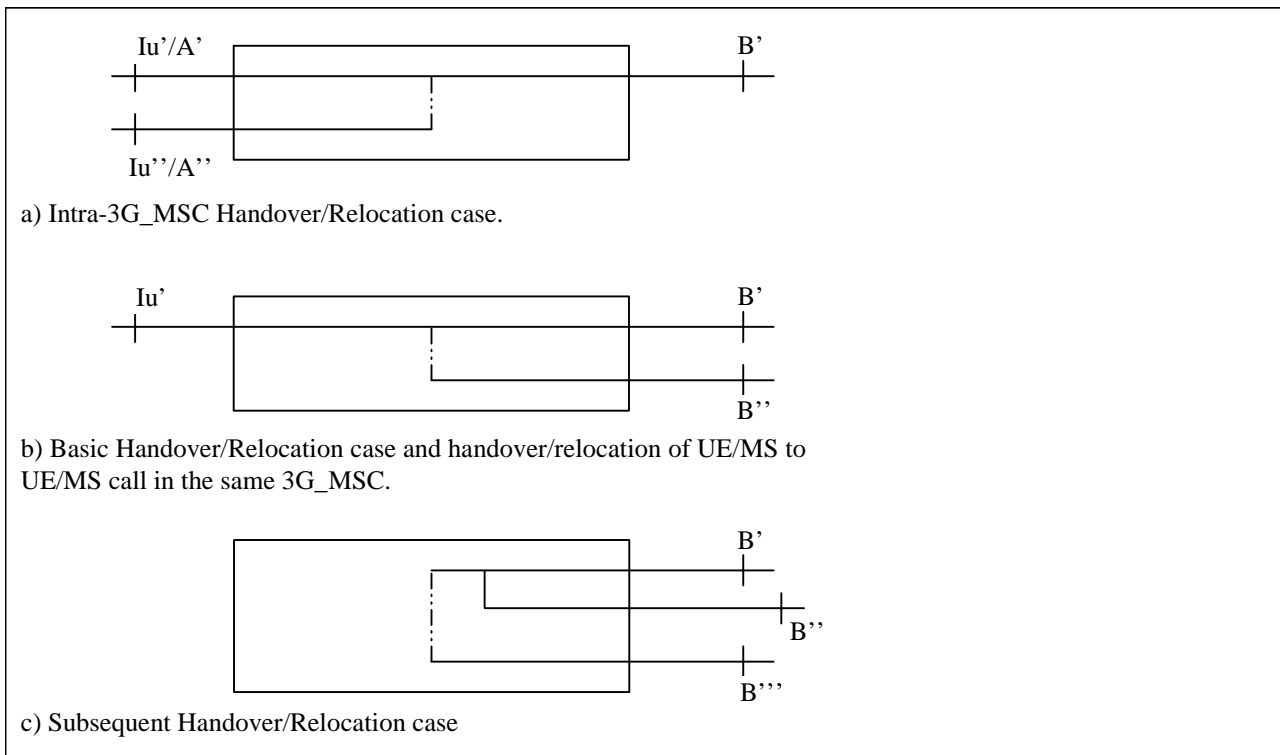 Iu’/A’
B’
Iu’’/A’’
a) Intra-3G_MSC Handover/Relocation case.
Iu’
B’
B’’
b) Basic Handover/Relocation case and handover/relocation of UE/MS to
UE/MS call in the same 3G_MSC.
B’
B’’
B’’’
c) Subsequent Handover/Relocation case